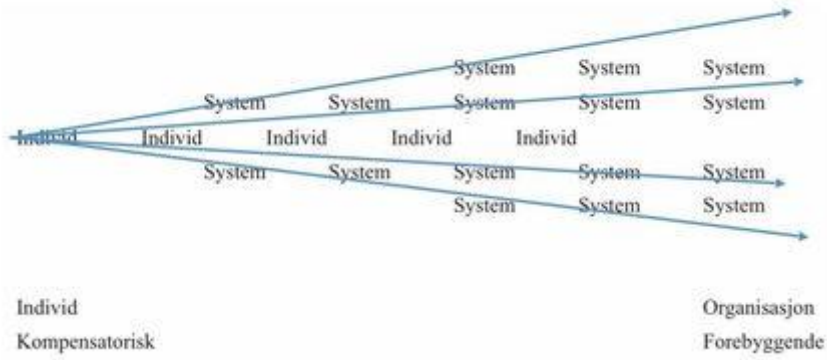 System System System
System System System System System
Individ Individ Individ Individ Individ
System System System System System
System System System
Individ Organisasjon
Kompensatorisk Forebyggende